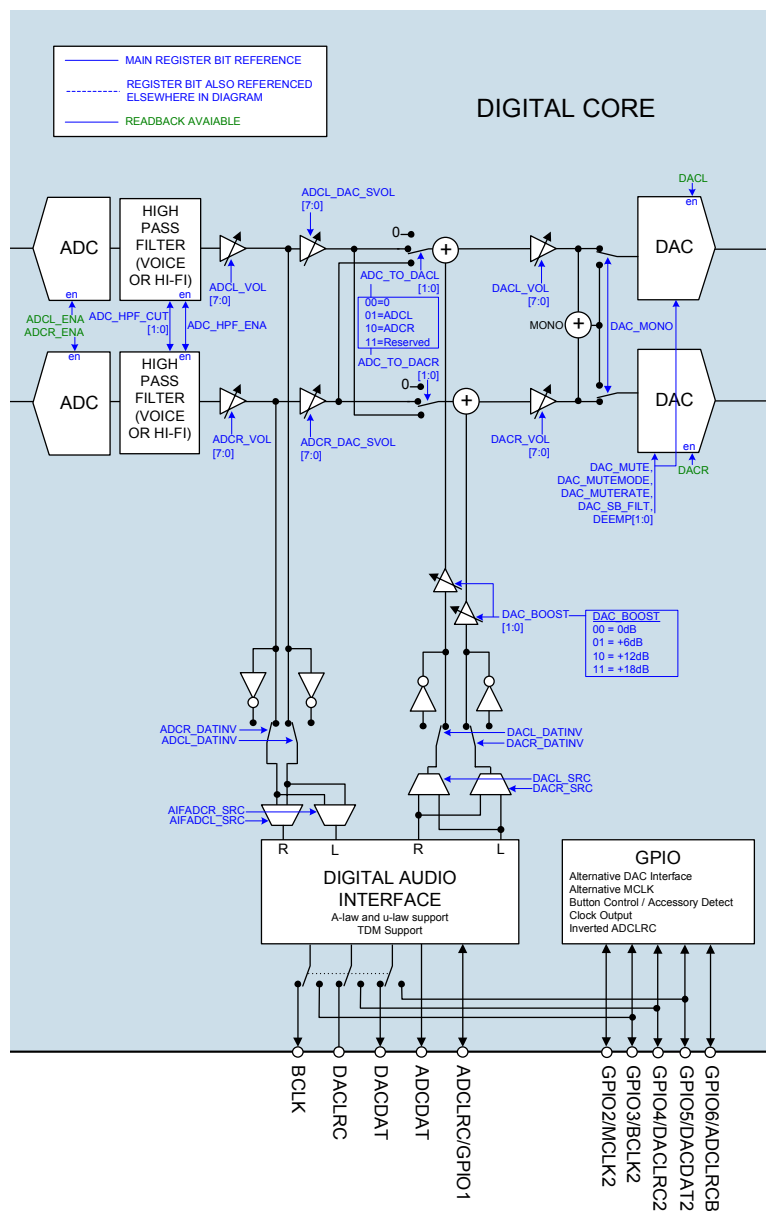 MAIN REGISTER BIT REFERENCE
REGISTER BIT ALSO REFERENCED
ELSEWHERE IN DIAGRAM
READBACK AVAIABLE
DIGITAL CORE
ADCL_DAC_SVOL
[7:0]
DACL
en
ADC
HIGH
PASS
FILTER
(VOICE
OR HI-FI)
en
en
0
DAC
ADCL_VOL
[7:0]
ADC_TO_DACL
[1:0]
00=0
01=ADCL
10=ADCR
11=Reserved
ADC_TO_DACR
[1:0]
DACL_VOL
[7:0]
MONO
DAC_MONO
ADCL_ENA
ADCR_ENA
ADC_HPF_CUT
[1:0]
ADC_HPF_ENA
en
en
ADC
HIGH
PASS
FILTER
(VOICE
OR HI-FI)
0
DAC
en
ADCR_VOL
[7:0]
ADCR_DAC_SVOL
[7:0]
DACR_VOL
[7:0]
DACR
DAC_MUTE,
DAC_MUTEMODE,
DAC_MUTERATE,
DAC_SB_FILT,
DEEMP[1:0]
DAC_BOOST
[1:0]
DAC_BOOST
00 = 0dB
01 = +6dB
10 = +12dB
11 = +18dB
ADCR_DATINV
ADCL_DATINV
DACL_DATINV
DACR_DATINV
DACL_SRC
DACR_SRC
AIFADCR_SRC
AIFADCL_SRC
R
L
R
L
DIGITAL AUDIO
INTERFACE
A-law and u-law support
TDM Support
GPIO
Alternative DAC Interface
Alternative MCLK
Button Control / Accessory Detect
Clock Output
Inverted ADCLRC
BCLK
DACLRC
DACDAT
ADCDAT
ADCLRC/GPIO1
GPIO2/MCLK2
GPIO3/BCLK2
GPIO4/DACLRC2
GPIO5/DACDAT2
GPIO6/ADCLRCB